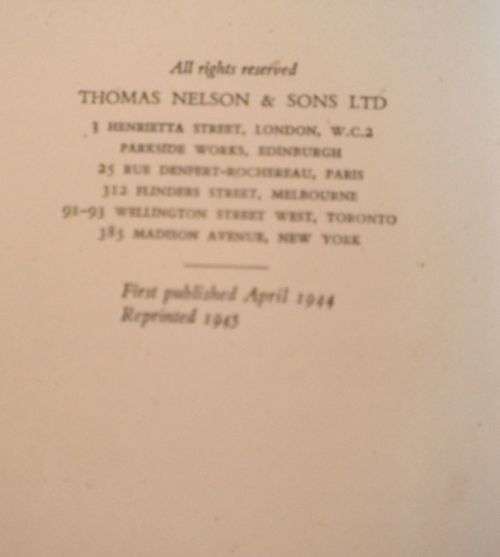 All rights reserved
THOMAS NELSON & SONS LTD
3 HENRIETTA STREET, LONDON, W.C.2
PARKSIDE WORKS, EDINBURGH
25 RUE DENFERT-ROCHEREAU, PARIS
312 FLINDERS STREET, MELBOURNE
91–93 WELLINGTON STREET WEST, TORONTO
385 MADISON AVENUE, NEW YORK
First published April 1944
Reprinted 1945